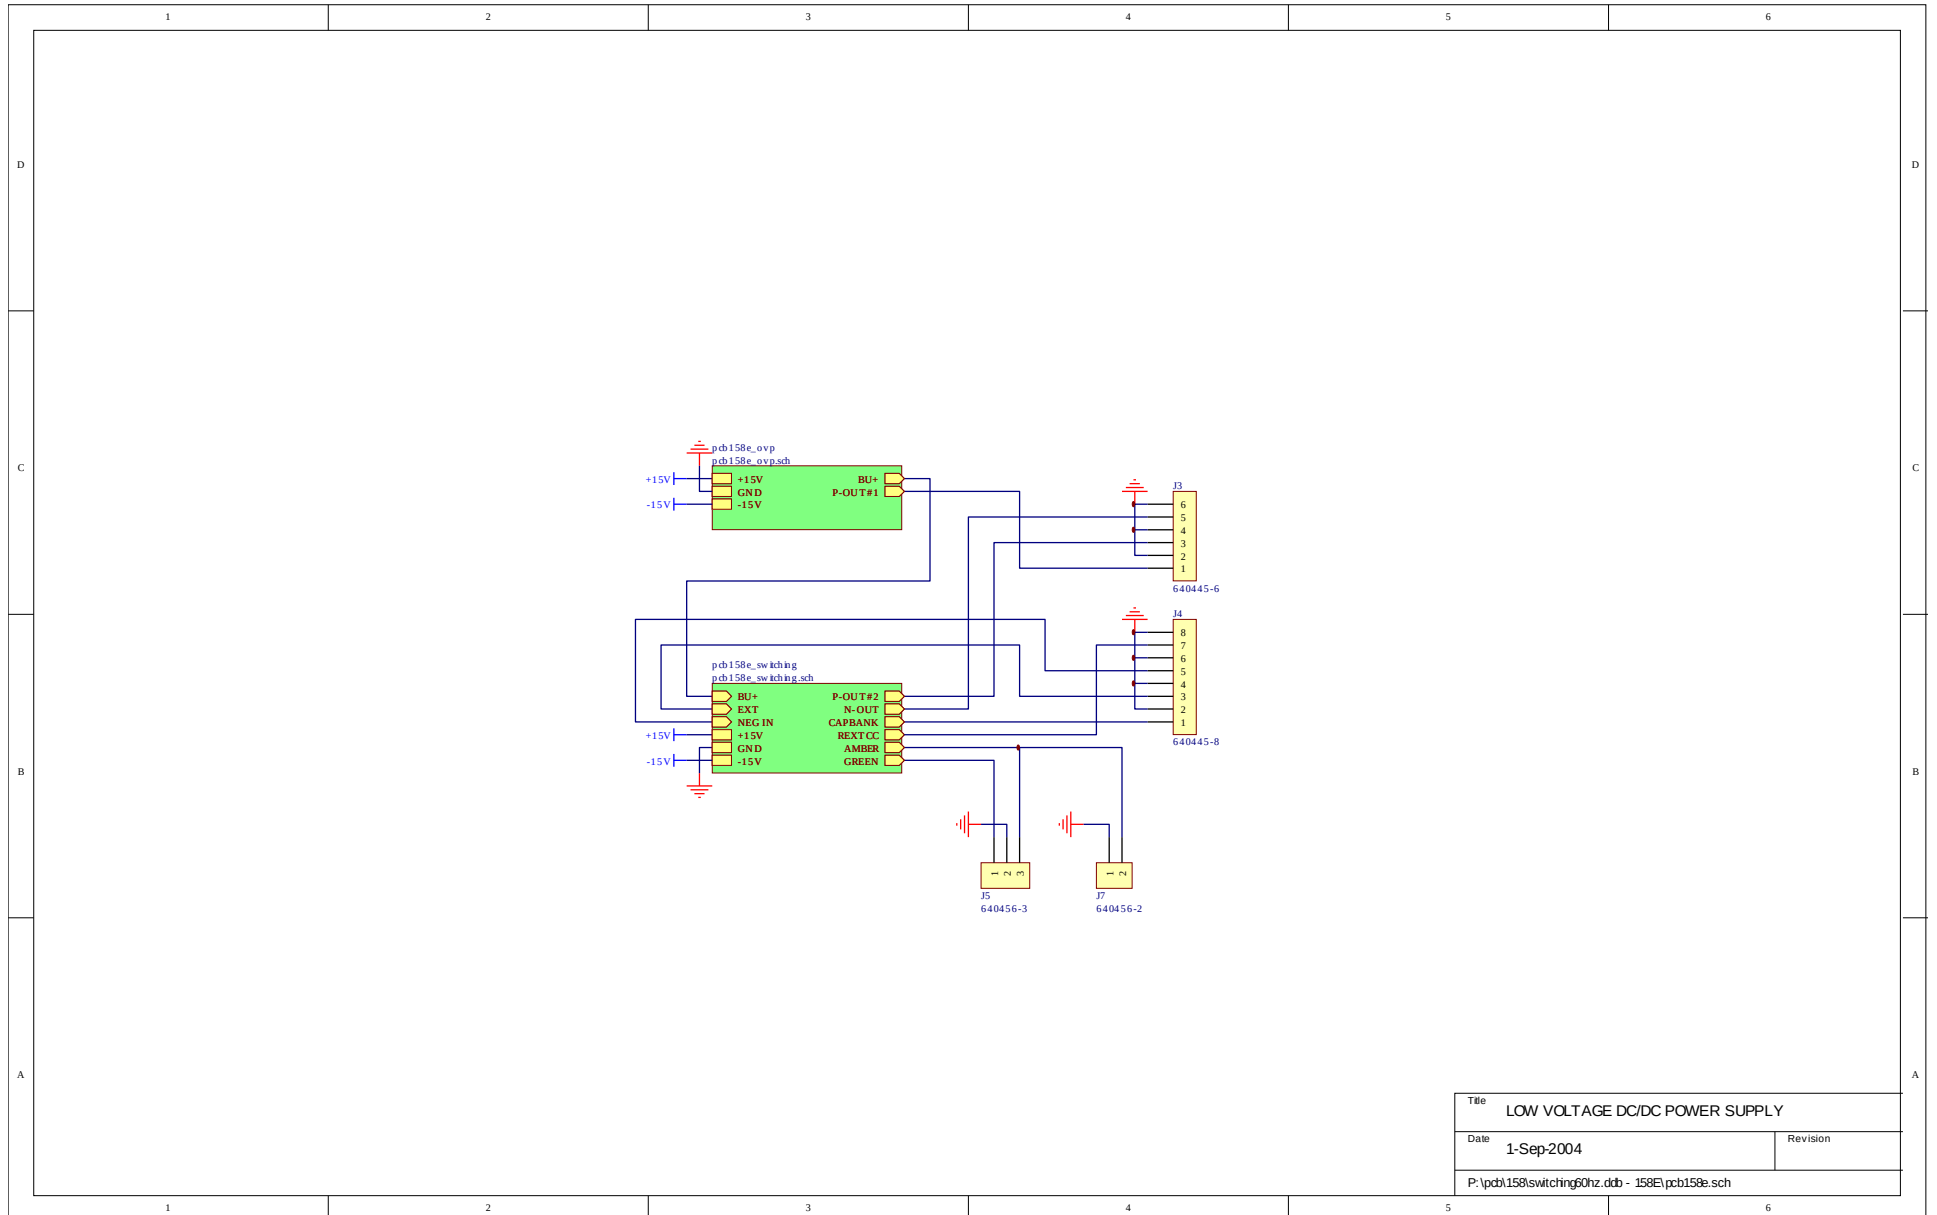 1 2 3 4 5 6
D D
pcb158e_ovp
pcb158e_ovp.sch
C C
+15V +15V BU+
GND P-OUT#1
-15V -15V
J3
6
5
4
3
2
1
640445-6
J4
8
7
6
5
4
3
2
1
640445-8
pcb158e_switching
pcb158e_switching.sch
BU+ P-OUT#2
EXT N-OUT
NEG IN CAPBANK
+15V +15V REXTCC
GND AMBER
-15V -15V GREEN
B B
1 2 3
J5
640456-3
1 2
J7
640456-2
A A
Title LOW VOLTAGE DC/DC POWER SUPPLY
Date 1-Sep-2004 Revision
P:\pcb\158\switching60hz.ddb - 158E\pcb158e.sch
1 2 3 4 5 6